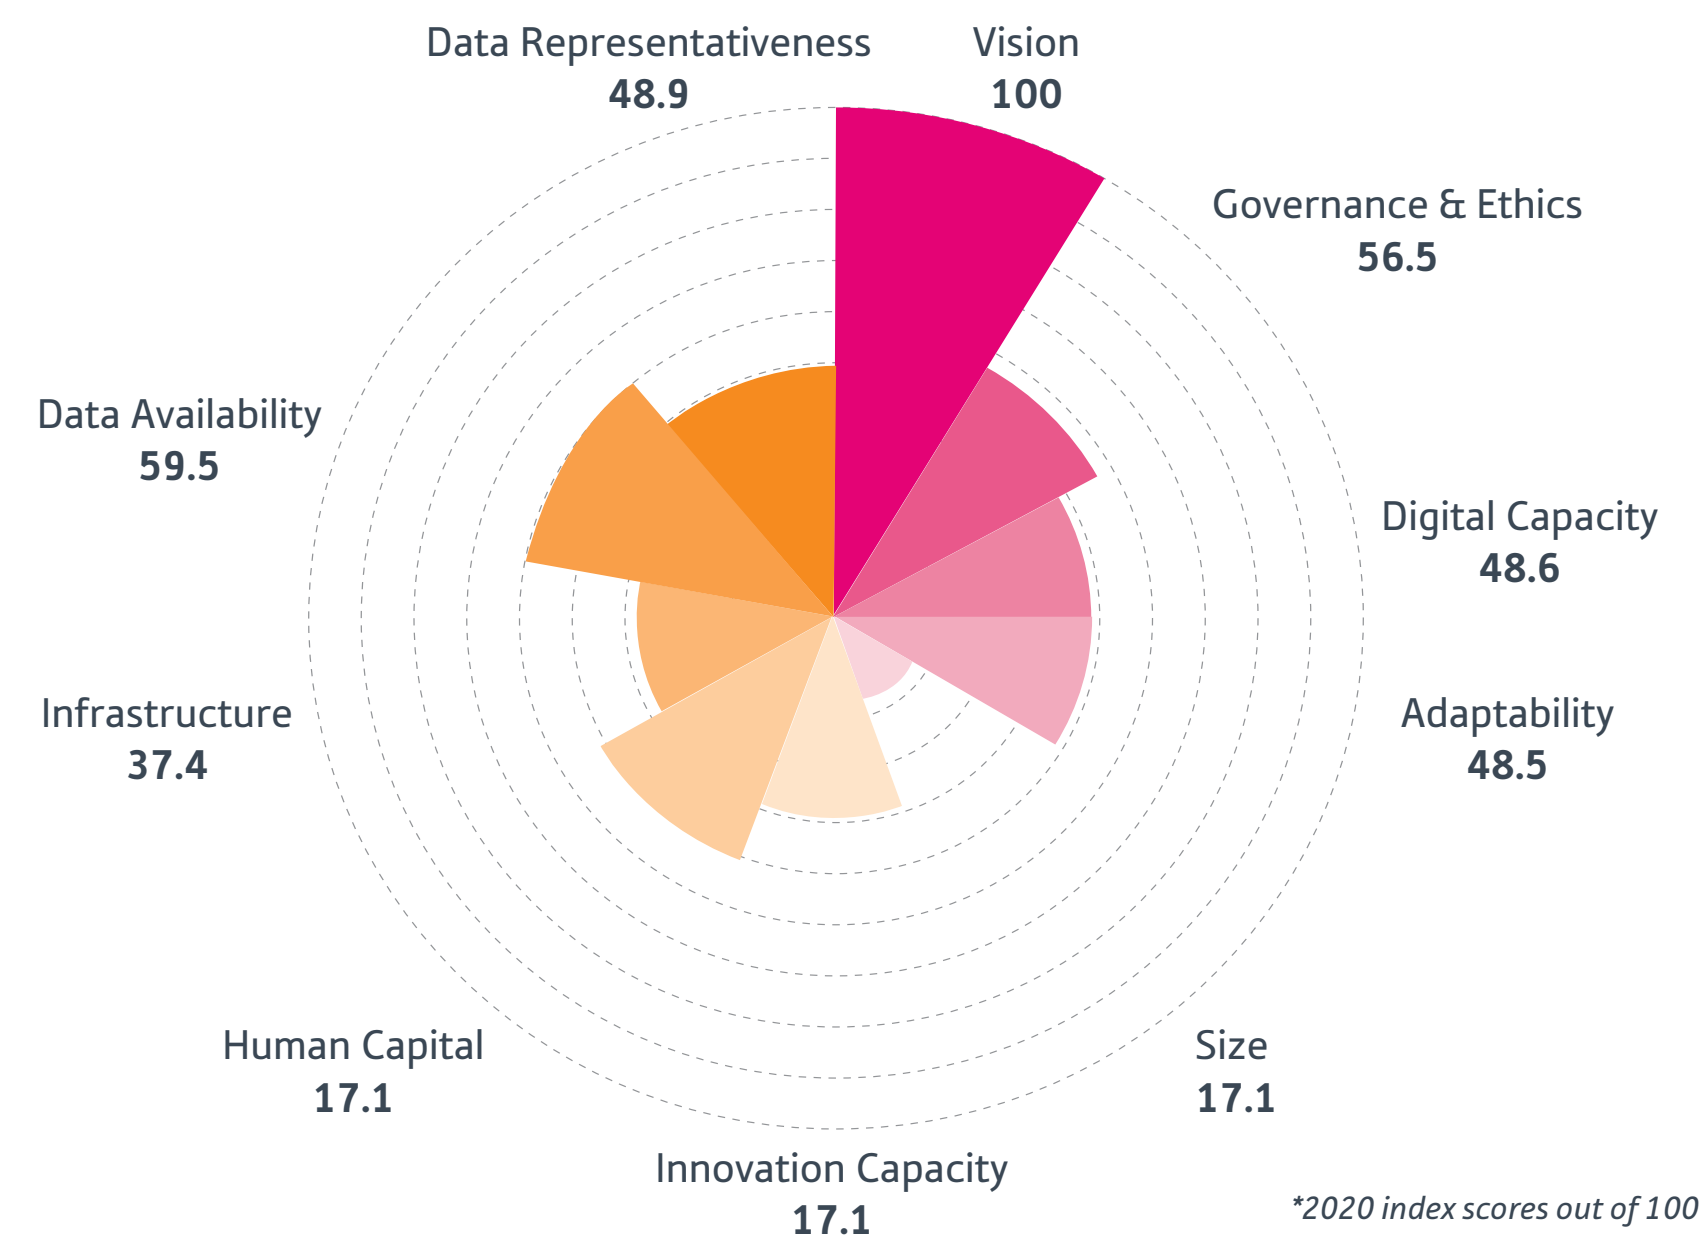 Data Representativeness
48.9
Vision
100
Governance & Ethics
56.5
Data Availability
59.5
Digital Capacity
48.6
Infrastructure
37.4
Adaptability
48.5
Human Capital
17.1
Size
17.1
Innovation Capacity
17.1
*2020 index scores out of 100